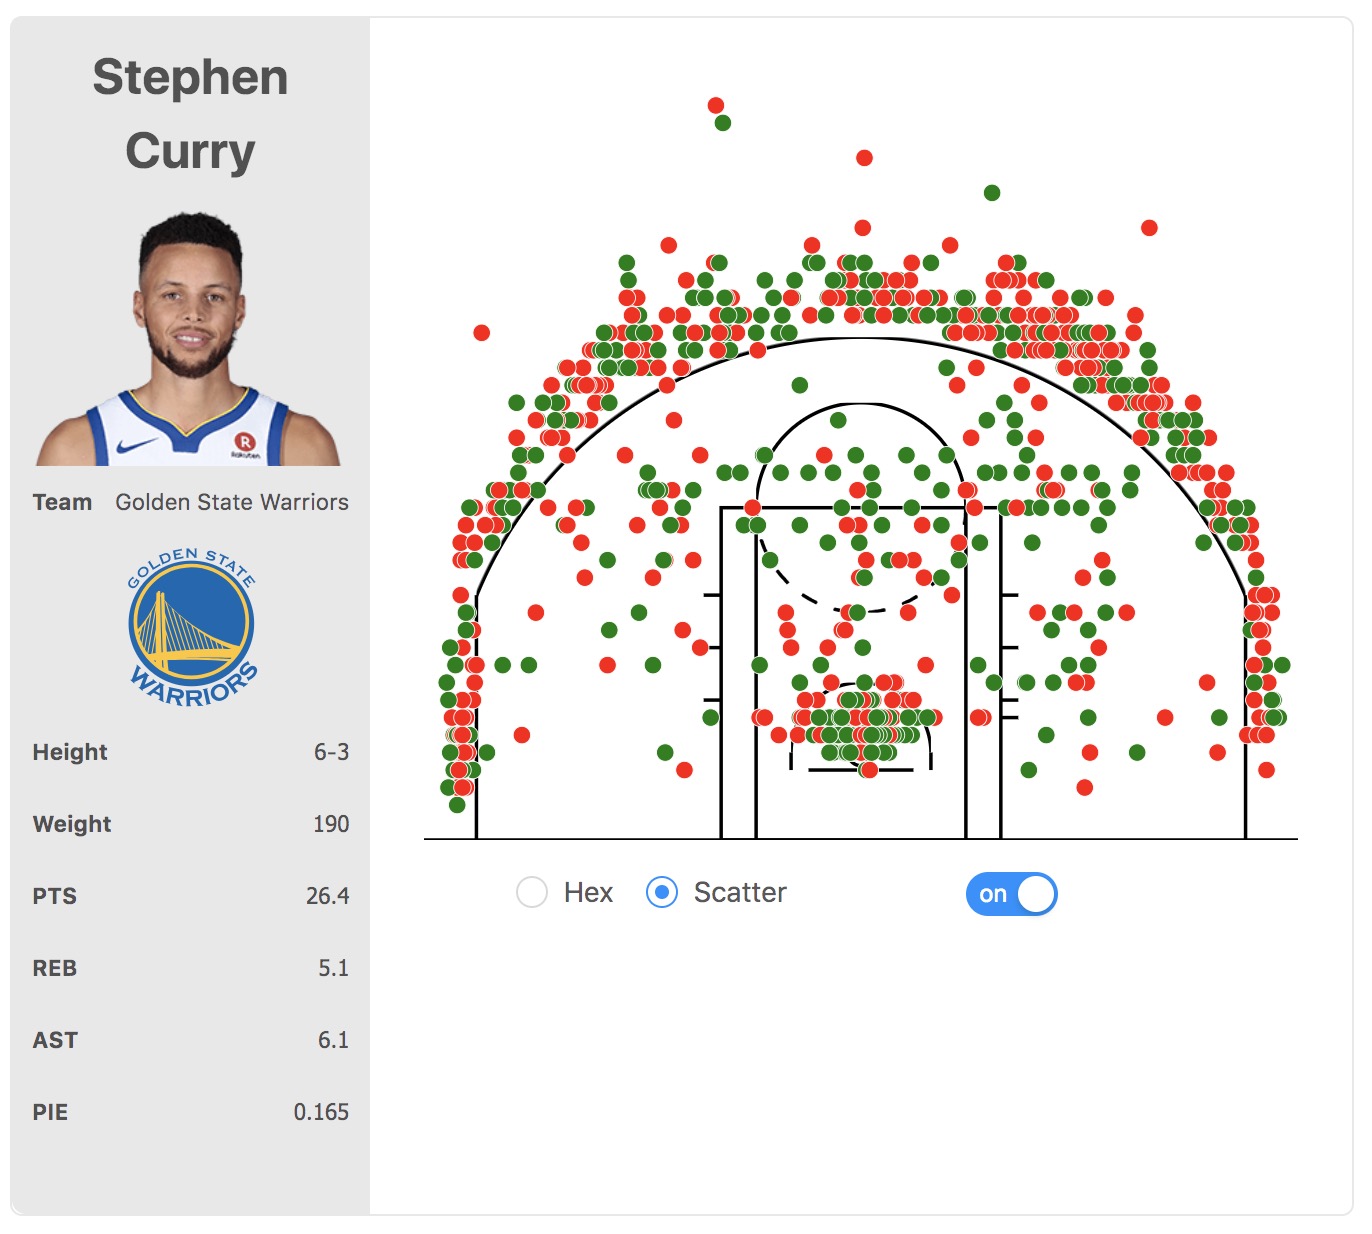 Stephen
Curry
R
Rakuten
Team Golden State Warriors
GOLDEN STATE
WARRIORS
Height 6-3
Weight 190
PTS 26.4
REB 5.1
AST 6.1
PIE 0.165
Hex Scatter on